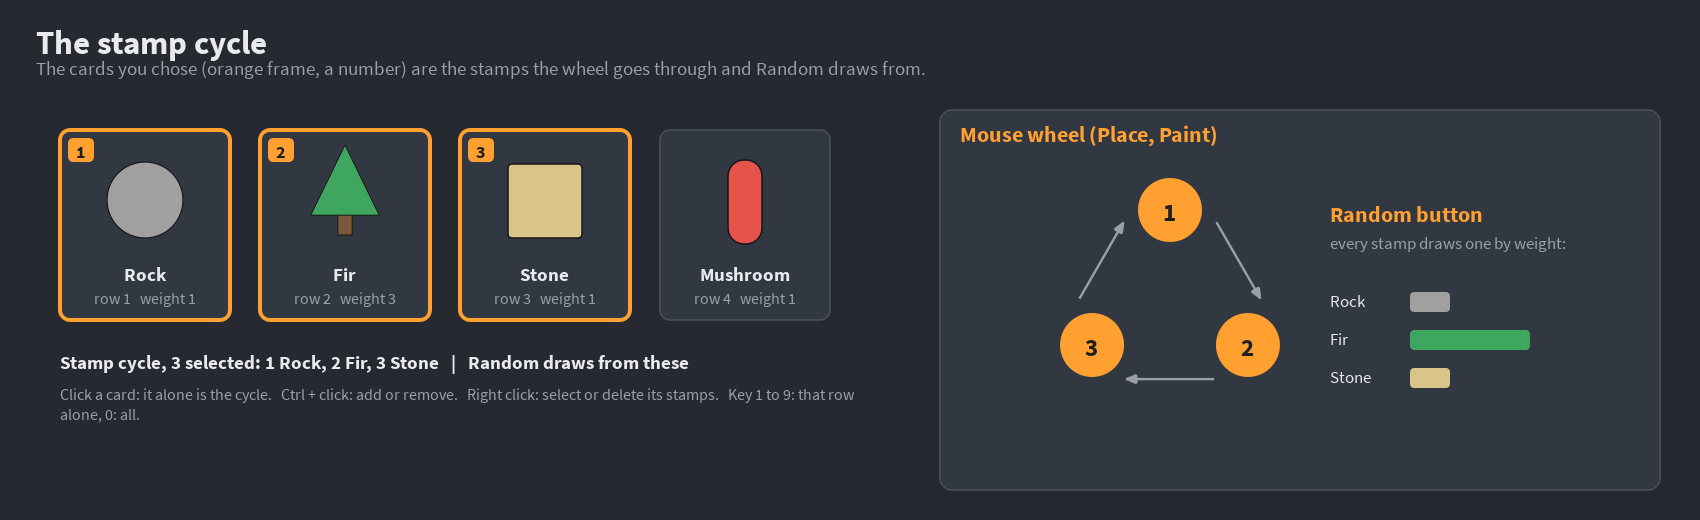 The stamp cycle
The cards you chose (orange frame, a number) are the stamps the wheel goes through and Random draws from.
1
Rock
row 1 weight 1
2
Fir
row 2 weight 3
3
Stone
row 3 weight 1
Mushroom
row 4 weight 1
Stamp cycle, 3 selected: 1 Rock, 2 Fir, 3 Stone | Random draws from these
Click a card: it alone is the cycle. Ctrl + click: add or remove. Right click: select or delete its stamps. Key 1 to 9: that row
alone, 0: all.
Mouse wheel (Place, Paint)
1
3
2
Random button
every stamp draws one by weight:
Rock
Fir
Stone